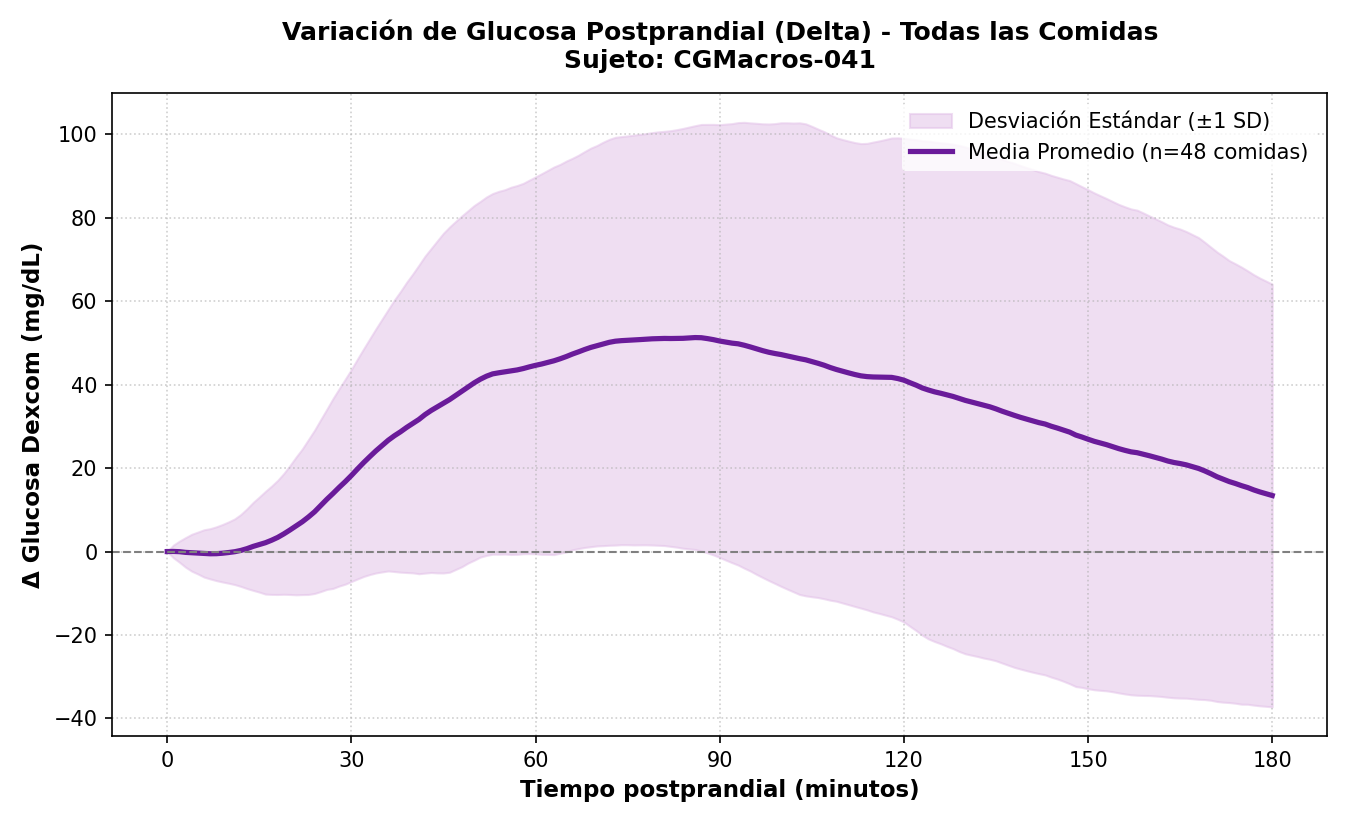 Variación de Glucosa Postprandial (Delta) - Todas las Comidas
Sujeto: CGMacros-041
Desviación Estándar (±1 SD)
Media Promedio (n=48 comidas)
Δ Glucosa Dexcom (mg/dL)
100
80
60
40
20
0
−20
−40
0 30 60 90 120 150 180
Tiempo postprandial (minutos)